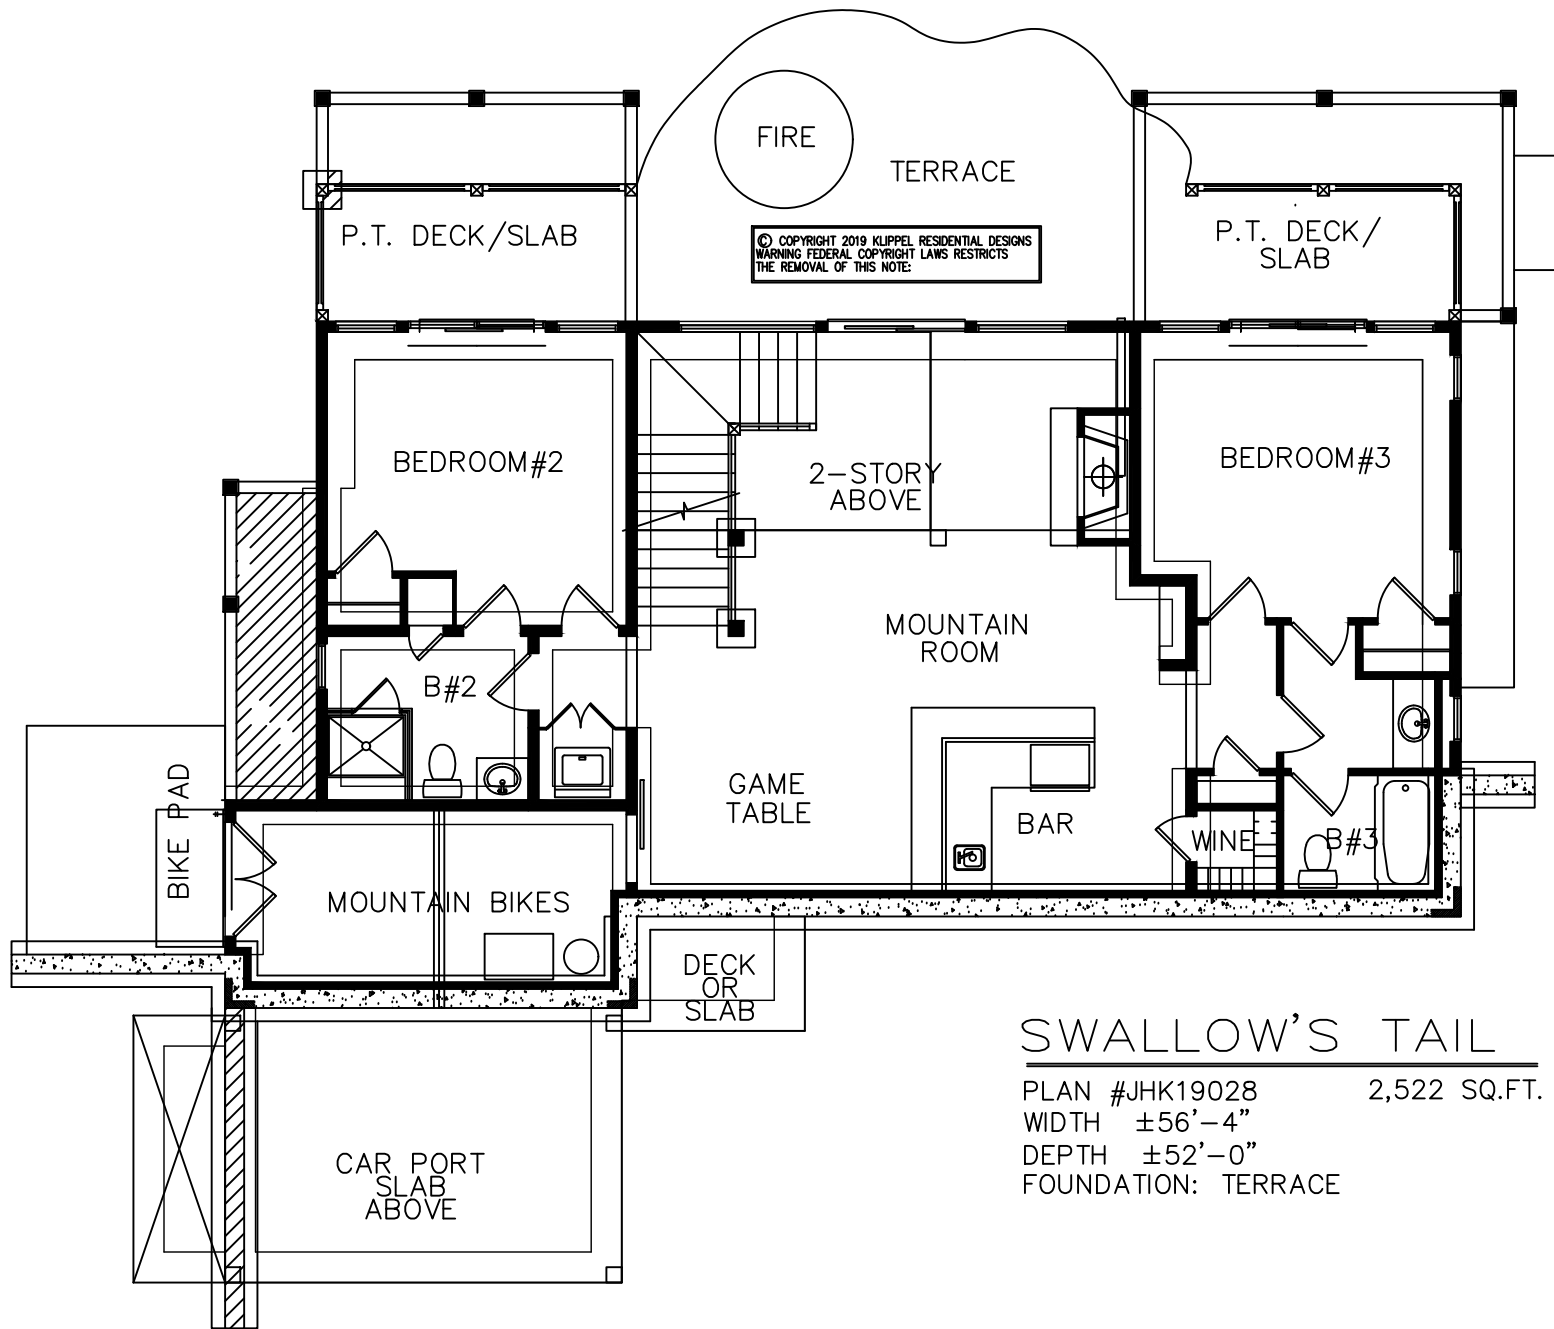 FIRE
TERRACE
P.T. DECK/SLAB
© COPYRIGHT 2019 KLIPPEL RESIDENTIAL DESIGNS
WARNING FEDERAL COPYRIGHT LAWS RESTRICTS
THE REMOVAL OF THIS NOTE:
P.T. DECK/
SLAB
BEDROOM#2
2-STORY
ABOVE
BEDROOM#3
MOUNTAIN
ROOM
B#2
GAME
TABLE
BAR
WINE
B#3
BIKE PAD
MOUNTAIN BIKES
DECK
OR
SLAB
CAR PORT
SLAB
ABOVE
SWALLOW'S TAIL
PLAN #JHK19028 2,522 SQ.FT.
WIDTH ±56'-4"
DEPTH ±52'-0"
FOUNDATION: TERRACE